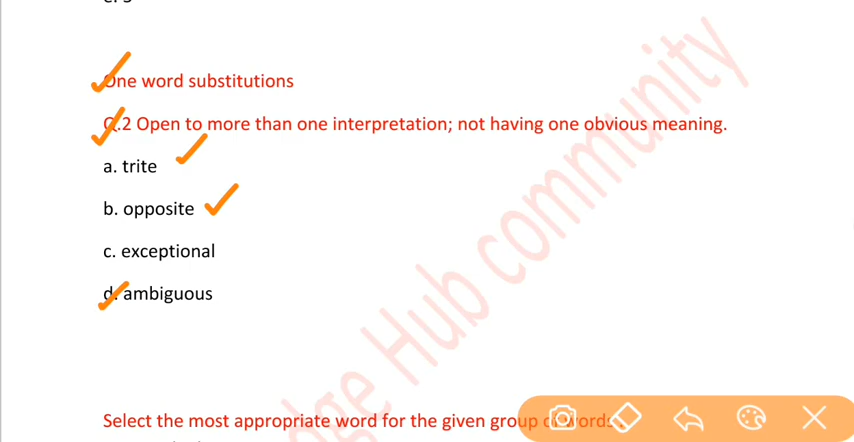 One word substitutions
Q.2 Open to more than one interpretation; not having one obvious meaning.
a. trite
b. opposite
c. exceptional
d. ambiguous
Hub community
Select the most appropriate word for the given group of words.